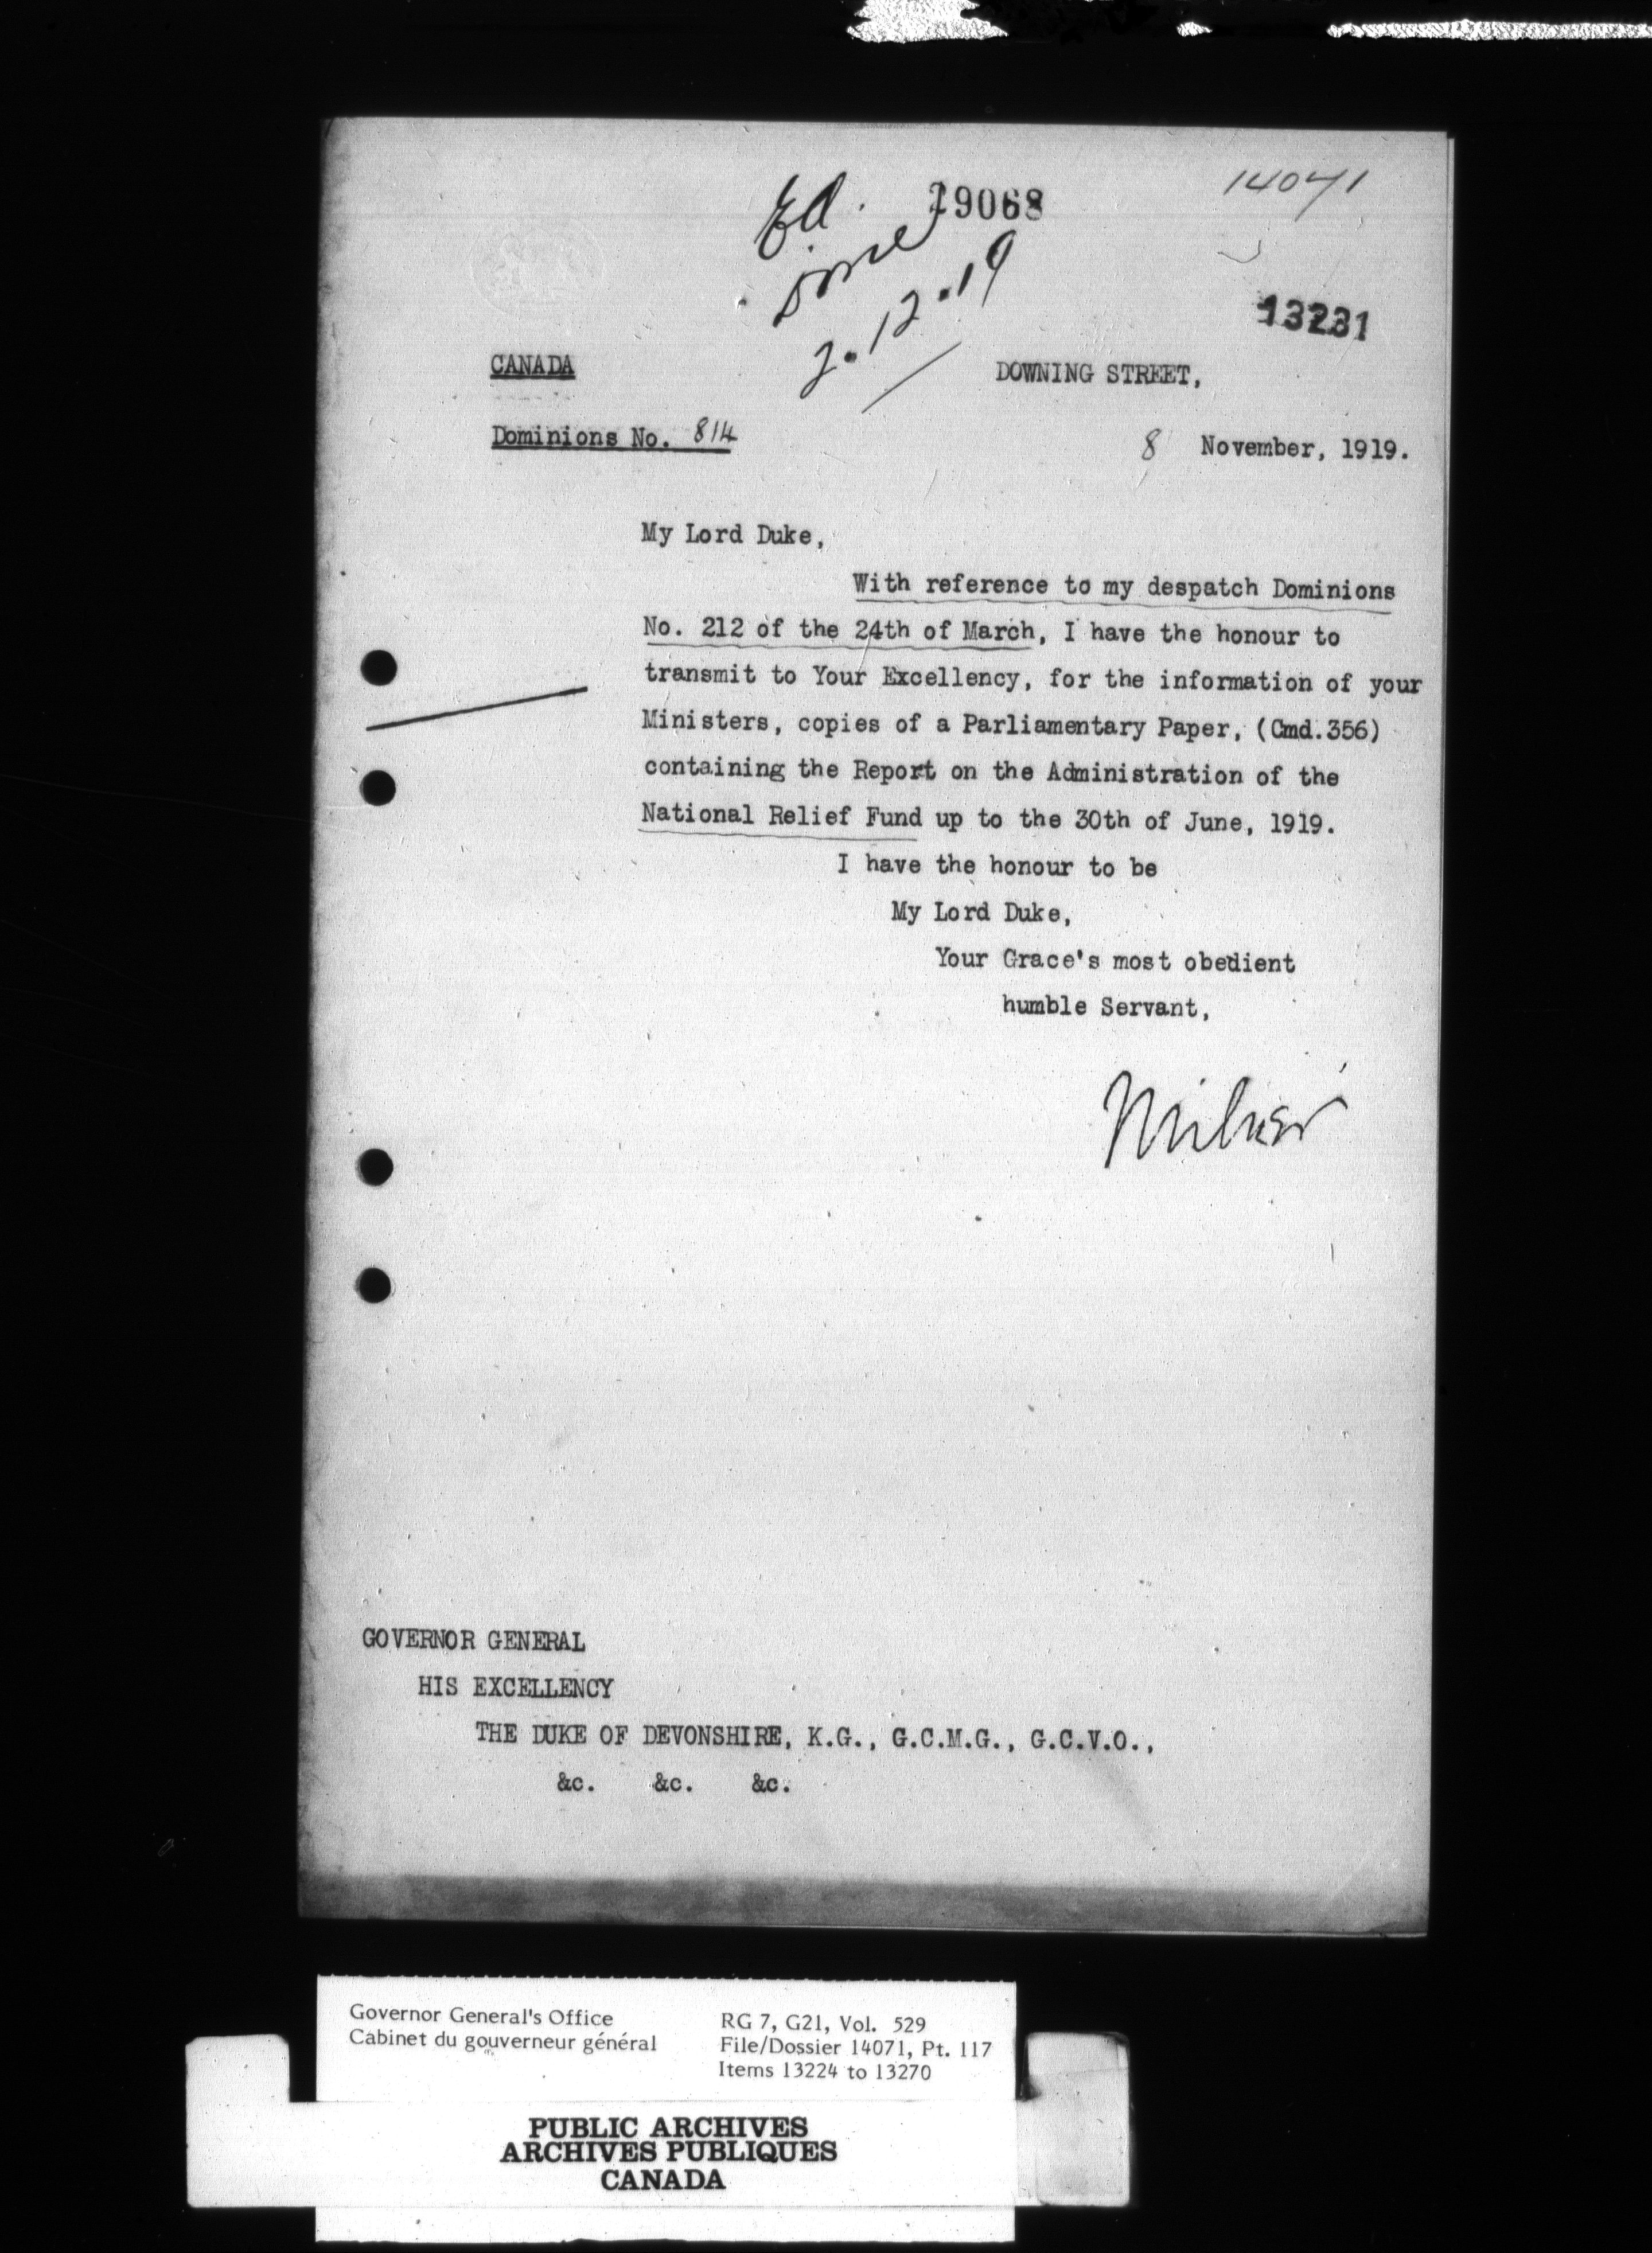 14071
39068
2.12.19
13231
CANADA
DOWNING STREET,
Dominions No. 814
8 November, 1919.
My Lord Duke,
With reference to my despatch Dominions
No. 212 of the 24th of March, I have the honour to
transmit to Your Excellency, for the information of your
Ministers, copies of a Parliamentary Paper, (Cmd.356)
containing the Report on the Administration of the
National Relief Fund up to the 30th of June, 1919.
I have the honour to be
My Lord Duke,
Your Grace's most obedient
humble Servant,
Milner
GOVERNOR GENERAL
HIS EXCELLENCY
THE DUKE OF DEVONSHIRE, K.G., G.C.M.G., G.C.V.O.,
&c. &c. &c.
Governor General's Office
Cabinet du gouverneur général
RG 7, G21, Vol. 529
File/Dossier 14071, Pt. 117
Items 13224 to 13270
PUBLIC ARCHIVES
ARCHIVES PUBLIQUES
CANADA